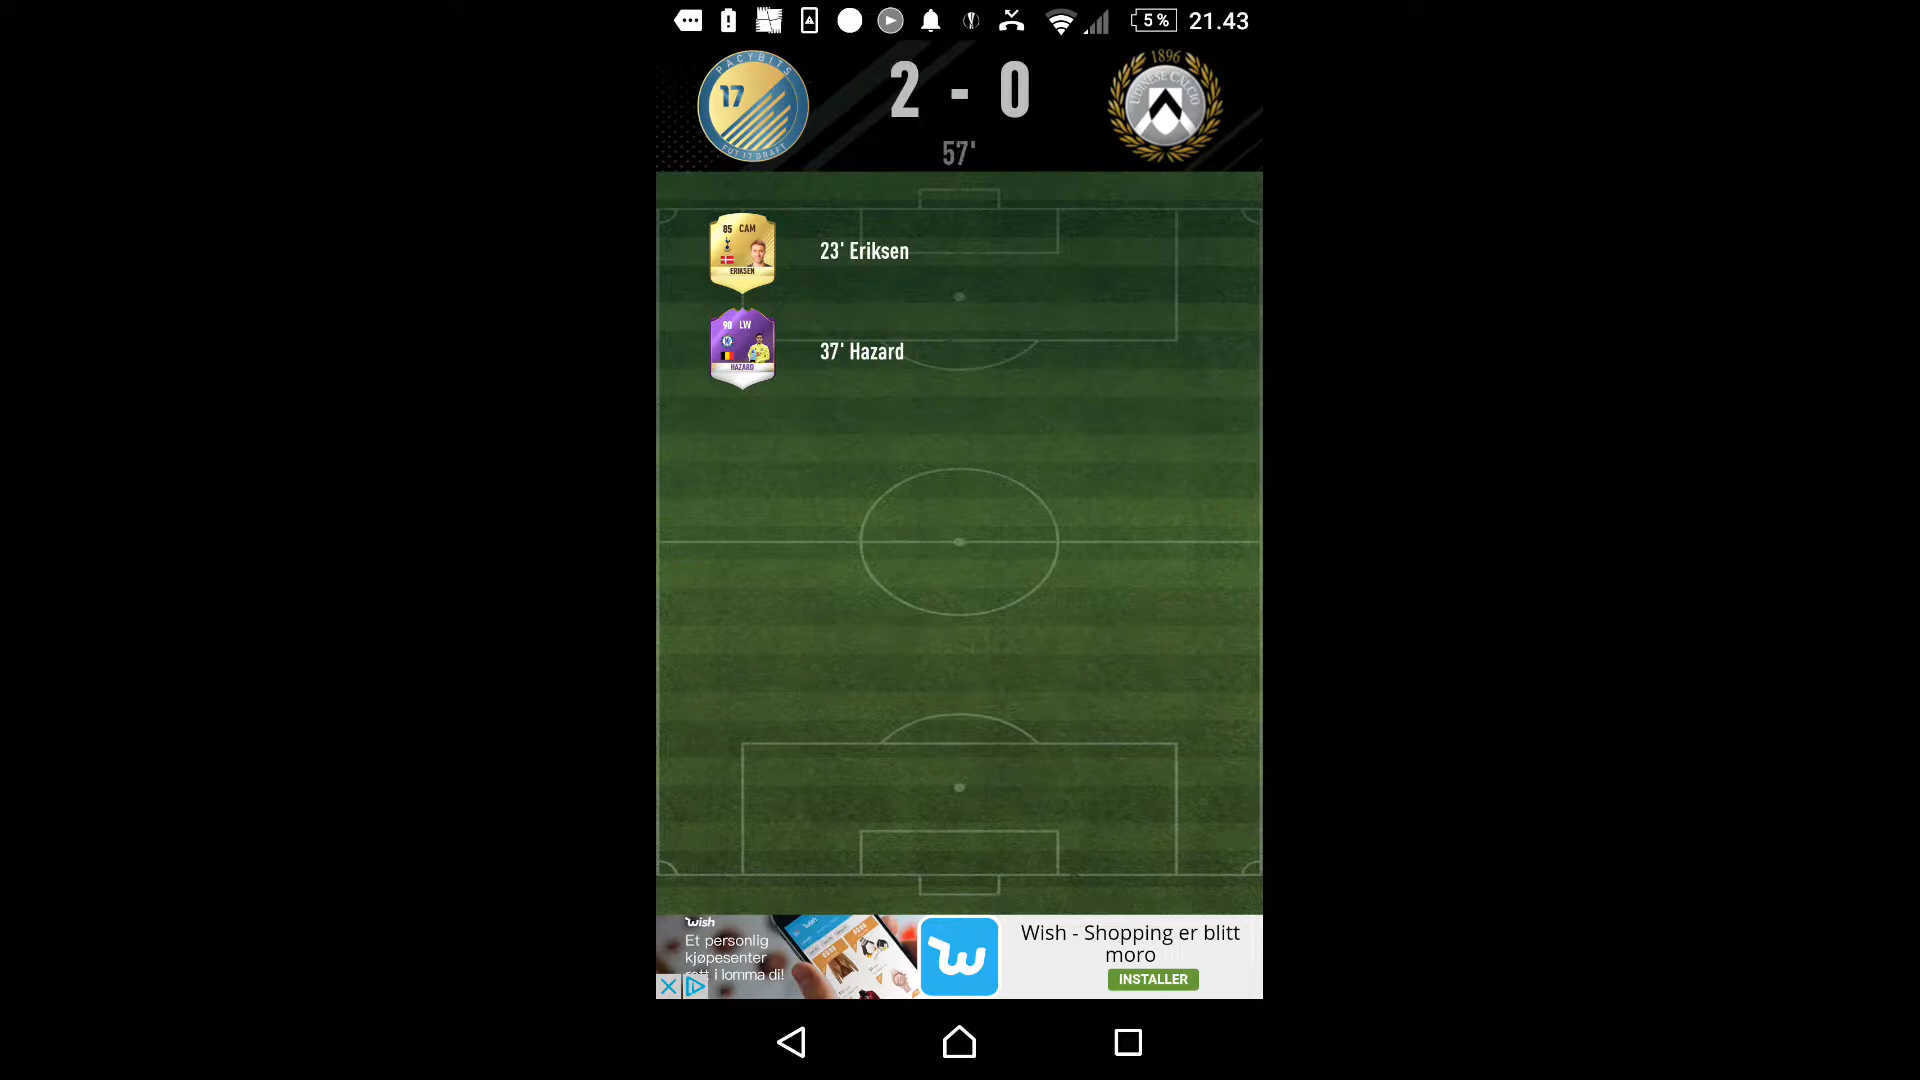 5 %
21.43
PACYBITS
17
FUT 17 DRAFT
2 - 0
57'
1896
UDINESE CALCIO
85 CAM
ERIKSEN
23' Eriksen
90 LW
HAZARD
37' Hazard
wish
Et personlig
kjøpesenter
rett i lomma di!
Wish - Shopping er blitt
moro
INSTALLER